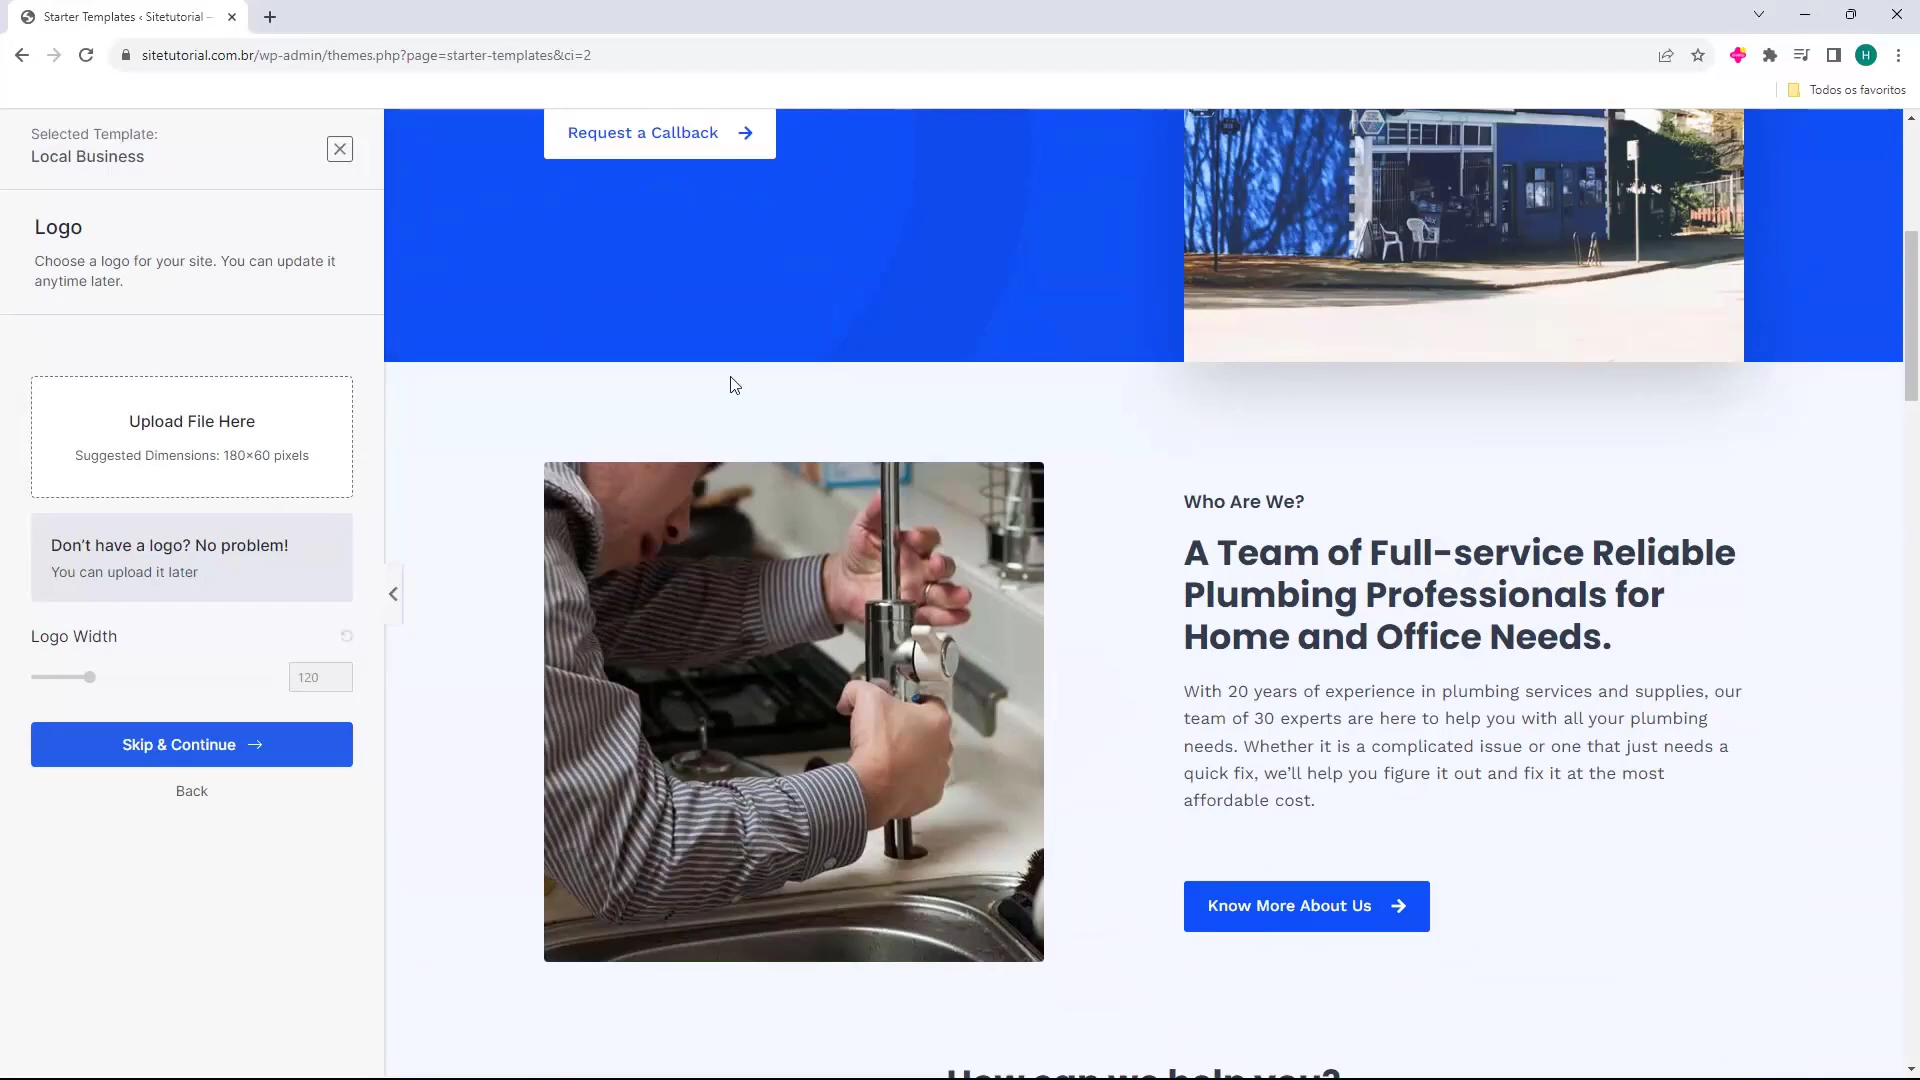 Starter Templates ‹ Sitetutorial —
sitetutorial.com.br/wp-admin/themes.php?page=starter-templates&ci=2
H
Todos os favoritos
Selected Template:
Local Business
Logo
Choose a logo for your site. You can update it
anytime later.
Upload File Here
Suggested Dimensions: 180×60 pixels
Don’t have a logo? No problem!
You can upload it later
Logo Width
120
Skip & Continue
Back
Request a Callback
Who Are We?
A Team of Full-service Reliable
Plumbing Professionals for
Home and Office Needs.
With 20 years of experience in plumbing services and supplies, our
team of 30 experts are here to help you with all your plumbing
needs. Whether it is a complicated issue or one that just needs a
quick fix, we’ll help you figure it out and fix it at the most
affordable cost.
Know More About Us
How can we help you?